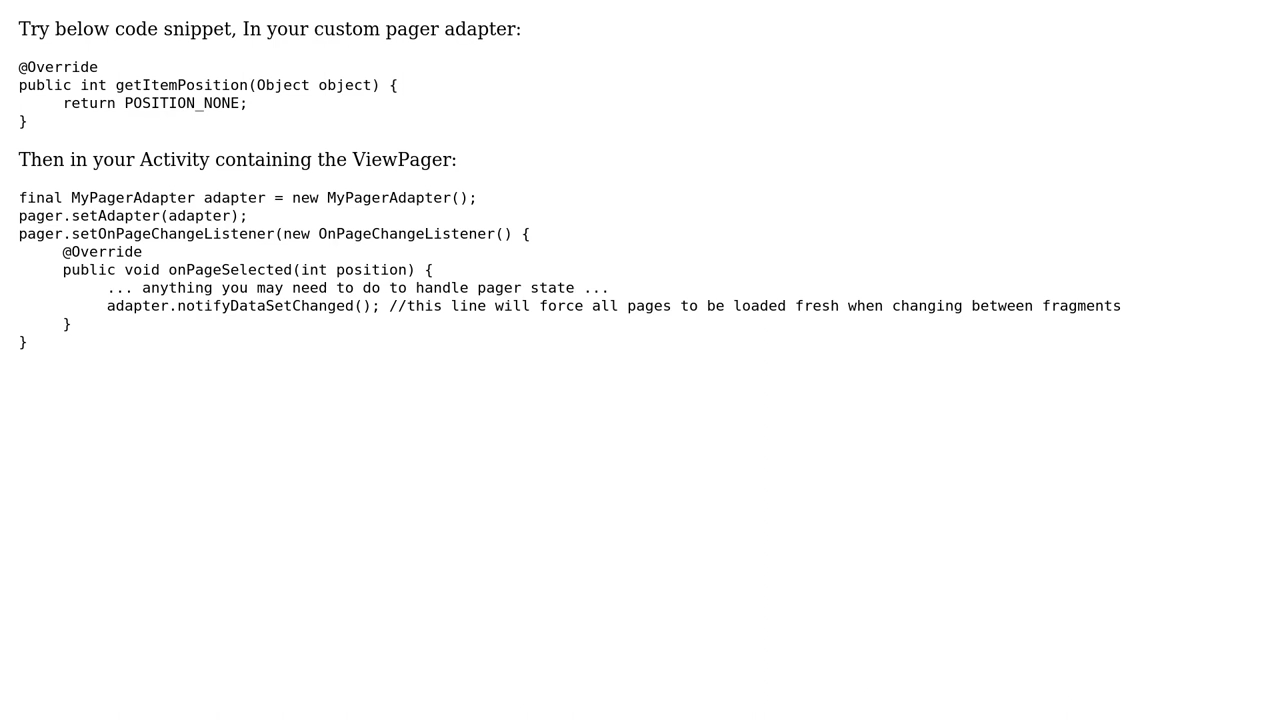 Try below code snippet, In your custom pager adapter:
@Override
public int getItemPosition(Object object) {
     return POSITION_NONE;
}
Then in your Activity containing the ViewPager:
final MyPagerAdapter adapter = new MyPagerAdapter();
pager.setAdapter(adapter);
pager.setOnPageChangeListener(new OnPageChangeListener() {
     @Override
     public void onPageSelected(int position) {
          ... anything you may need to do to handle pager state ...
          adapter.notifyDataSetChanged(); //this line will force all pages to be loaded fresh when changing between fragments
     }
}